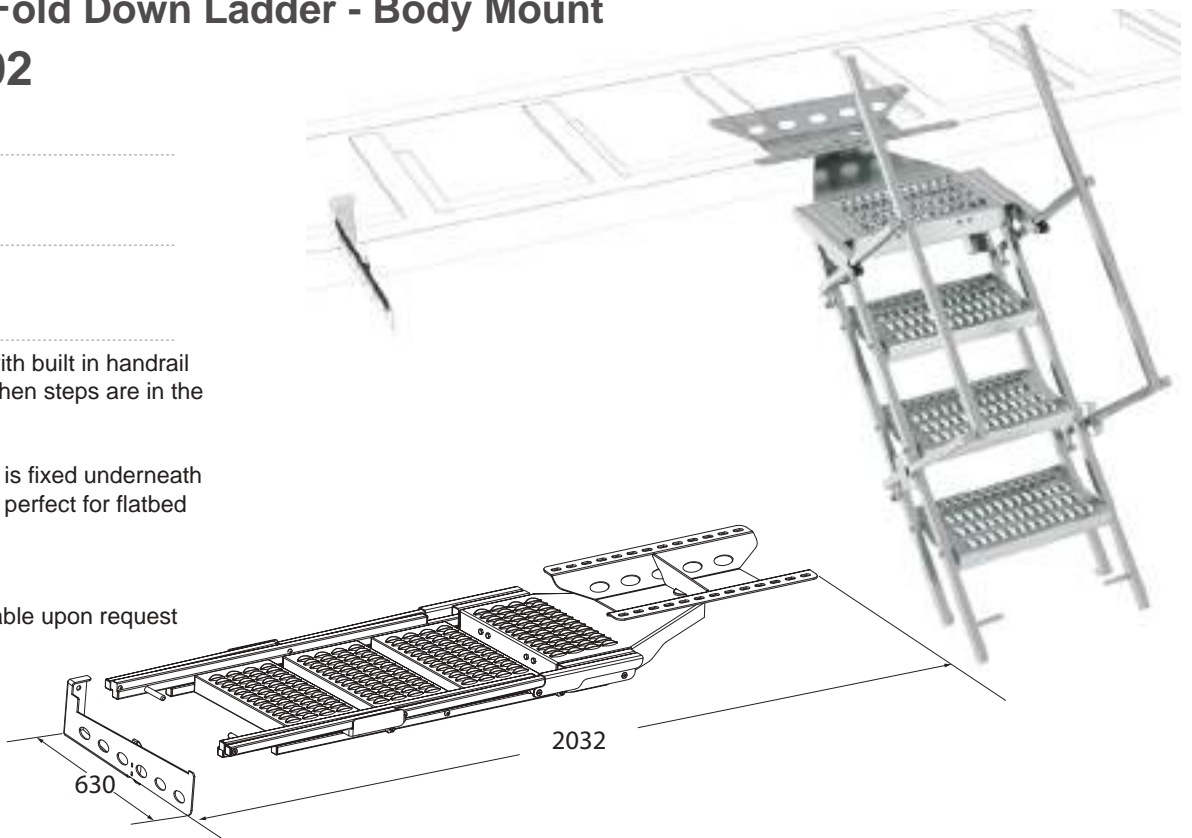 Fold Down Ladder - Body Mount
02
ith built in handrail
hen steps are in the
is fixed underneath
perfect for flatbed
able upon request
2032
630